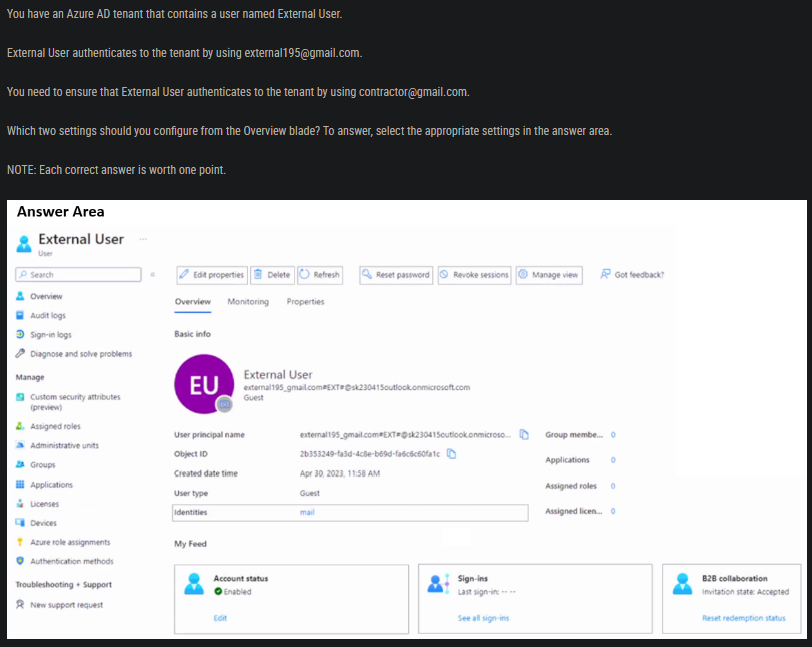 You have an Azure AD tenant that contains a user named External User.
External User authenticates to the tenant by using external195@gmail.com.
You need to ensure that External User authenticates to the tenant by using contractor@gmail.com.
Which two settings should you configure from the Overview blade? To answer, select the appropriate settings in the answer area.
NOTE: Each correct answer is worth one point.
Answer Area
External User ...
User
Search «
Overview
Audit logs
Sign-in logs
Diagnose and solve problems
Manage
Custom security attributes
(preview)
Assigned roles
Administrative units
Groups
Applications
Licenses
Devices
Azure role assignments
Authentication methods
Troubleshooting + Support
New support request
Edit properties Delete Refresh Reset password Revoke sessions Manage view Got feedback?
Overview Monitoring Properties
Basic info
EU
External User
external195_gmail.com#EXT#@sk230415outlook.onmicrosoft.com
Guest
User principal name external195_gmail.com#EXT#@sk230415outlook.onmicroso... Group membe... 0
Object ID 2b353249-fa3d-4c8e-b69d-fa6c6c60fa1c Applications 0
Created date time Apr 30, 2023, 11:58 AM Assigned roles 0
User type Guest Assigned licen... 0
Identities mail
My Feed
Account status
Enabled
Edit
Sign-ins
Last sign-in: -- --
See all sign-ins
B2B collaboration
Invitation state: Accepted
Reset redemption status